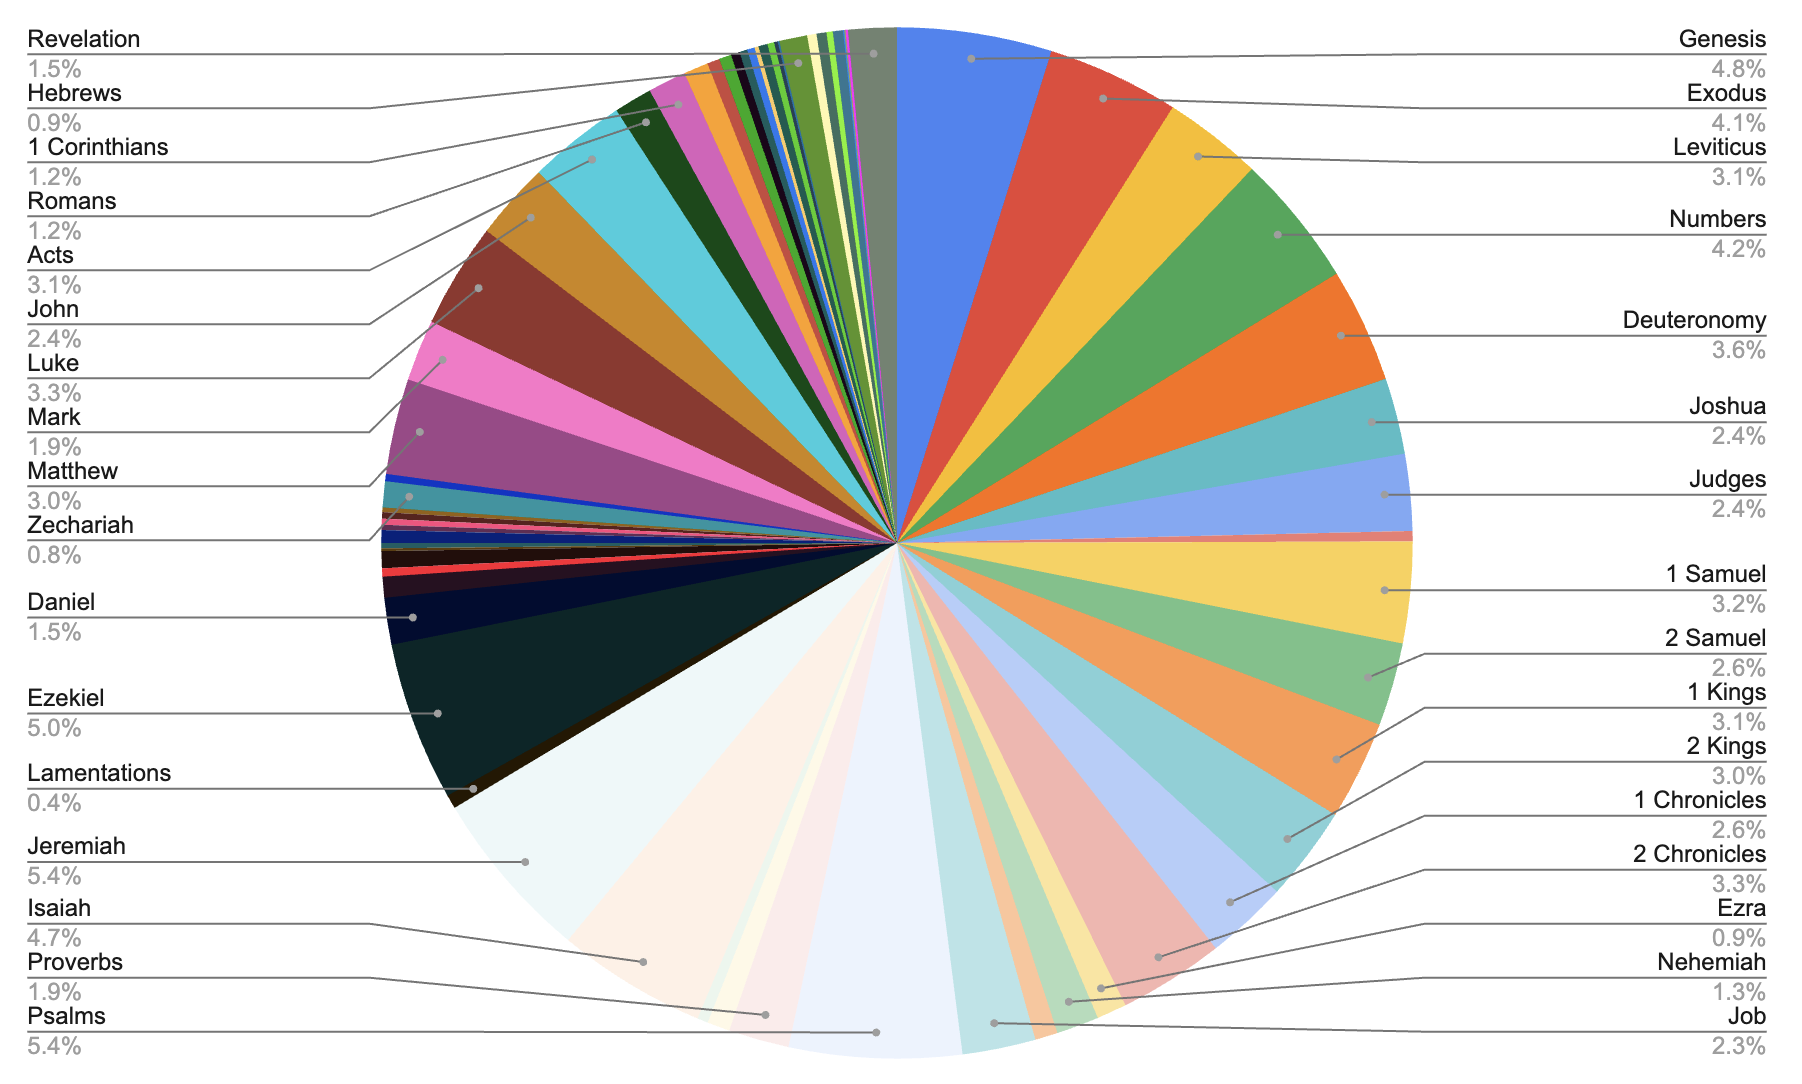 Revelation
1.5%
Hebrews
0.9%
1 Corinthians
1.2%
Romans
1.2%
Acts
3.1%
John
2.4%
Luke
3.3%
Mark
1.9%
Matthew
3.0%
Zechariah
0.8%
Daniel
1.5%
Ezekiel
5.0%
Lamentations
0.4%
Jeremiah
5.4%
Isaiah
4.7%
Proverbs
1.9%
Psalms
5.4%
Genesis
4.8%
Exodus
4.1%
Leviticus
3.1%
Numbers
4.2%
Deuteronomy
3.6%
Joshua
2.4%
Judges
2.4%
1 Samuel
3.2%
2 Samuel
2.6%
1 Kings
3.1%
2 Kings
3.0%
1 Chronicles
2.6%
2 Chronicles
3.3%
Ezra
0.9%
Nehemiah
1.3%
Job
2.3%